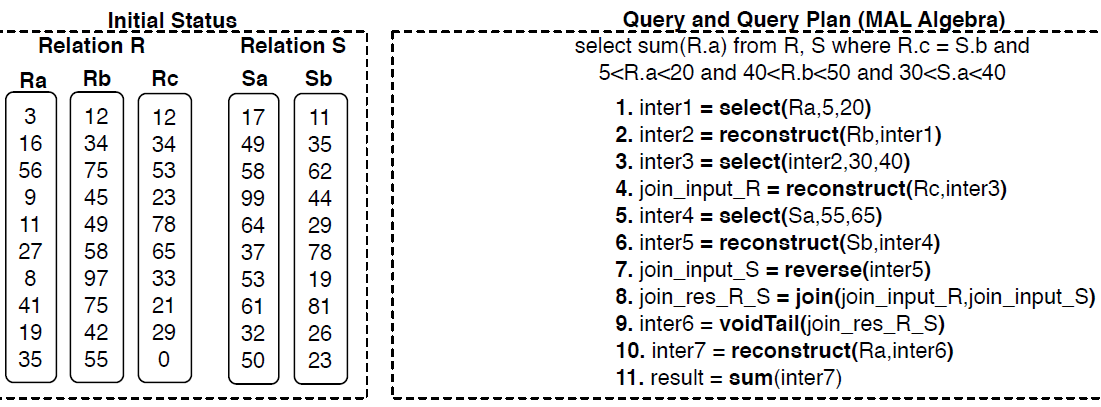 Initial Status
Relation R Relation S
Ra Rb Rc Sa Sb
3 12 12 17 11
16 34 34 49 35
56 75 53 58 62
9 45 23 99 44
11 49 78 64 29
27 58 65 37 78
8 97 33 53 19
41 75 21 61 81
19 42 29 32 26
35 55 0 50 23
Query and Query Plan (MAL Algebra)
select sum(R.a) from R, S where R.c = S.b and
5<R.a<20 and 40<R.b<50 and 30<S.a<40
1. inter1 = select(Ra,5,20)
2. inter2 = reconstruct(Rb,inter1)
3. inter3 = select(inter2,30,40)
4. join_input_R = reconstruct(Rc,inter3)
5. inter4 = select(Sa,55,65)
6. inter5 = reconstruct(Sb,inter4)
7. join_input_S = reverse(inter5)
8. join_res_R_S = join(join_input_R,join_input_S)
9. inter6 = voidTail(join_res_R_S)
10. inter7 = reconstruct(Ra,inter6)
11. result = sum(inter7)